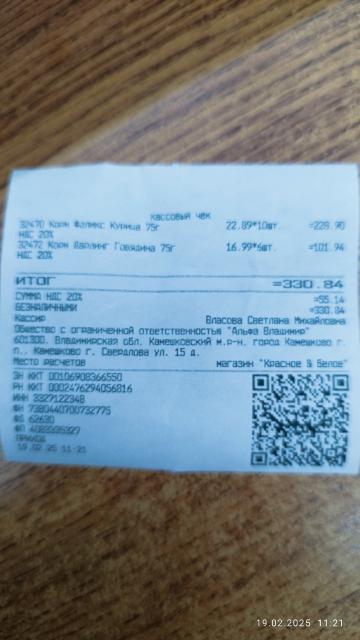 кассовый чек
32470 Корм Феликс Курица 75г 22.89*10шт. =228.90
НДС 20%
32472 Корм Дарлинг Говядина 75г 16.99*6шт. =101.94
НДС 20%
ИТОГ =330.84
СУММА НДС 20% =55.14
БЕЗНАЛИЧНЫМИ =330.84
Кассир Власова Светлана Михайловна
Общество с ограниченной ответственностью "Альфа Владимир"
601300, Владимирская обл, Камешковский м.р-н, город Камешково г.
п., Камешково г. Свердлова ул. 15 д.
Место расчетов магазин "Красное & Белое"
ЗН ККТ 00106908366550
РН ККТ 0002476294056816
ИНН 3327122348
ФН 7380440700732775
ФД 62630
ФП 4083335327
ПРИХОД
19.02.25 11:21
19.02.2025 11:21